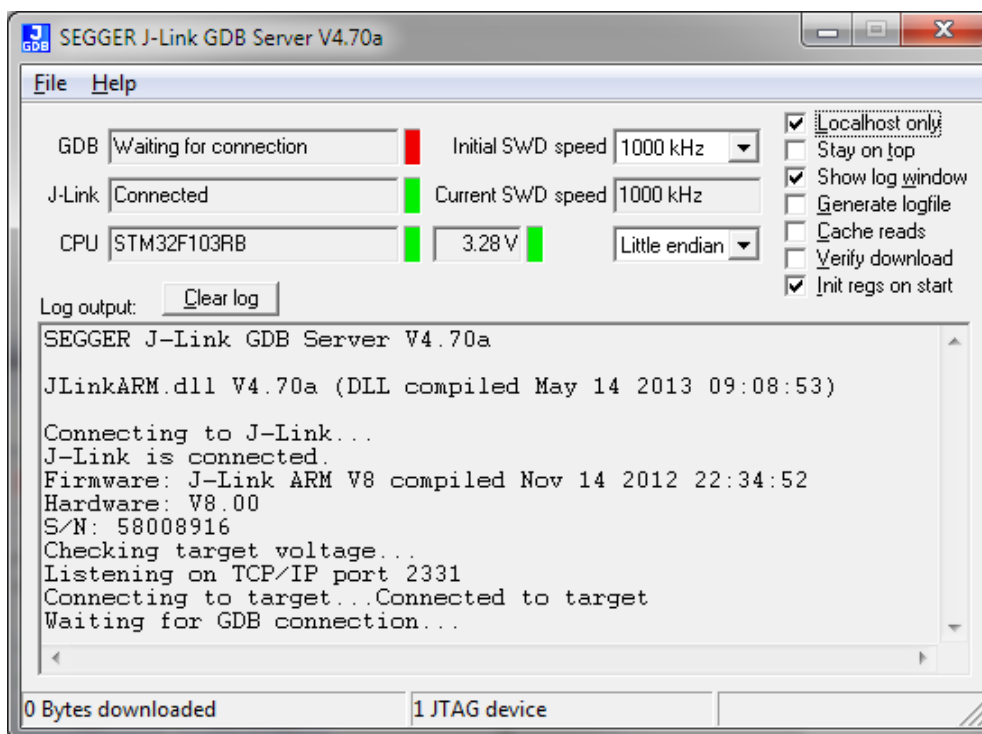 SEGGER J-Link GDB Server V4.70a
File Help
GDB Waiting for connection Initial SWD speed 1000 kHz
J-Link Connected Current SWD speed 1000 kHz
CPU STM32F103RB 3.28 V Little endian
Localhost only
Stay on top
Show log window
Generate logfile
Cache reads
Verify download
Init regs on start
Log output: Clear log
SEGGER J-Link GDB Server V4.70a
JLinkARM.dll V4.70a (DLL compiled May 14 2013 09:08:53)
Connecting to J-Link...
J-Link is connected.
Firmware: J-Link ARM V8 compiled Nov 14 2012 22:34:52
Hardware: V8.00
S/N: 58008916
Checking target voltage...
Listening on TCP/IP port 2331
Connecting to target...Connected to target
Waiting for GDB connection...
0 Bytes downloaded 1 JTAG device